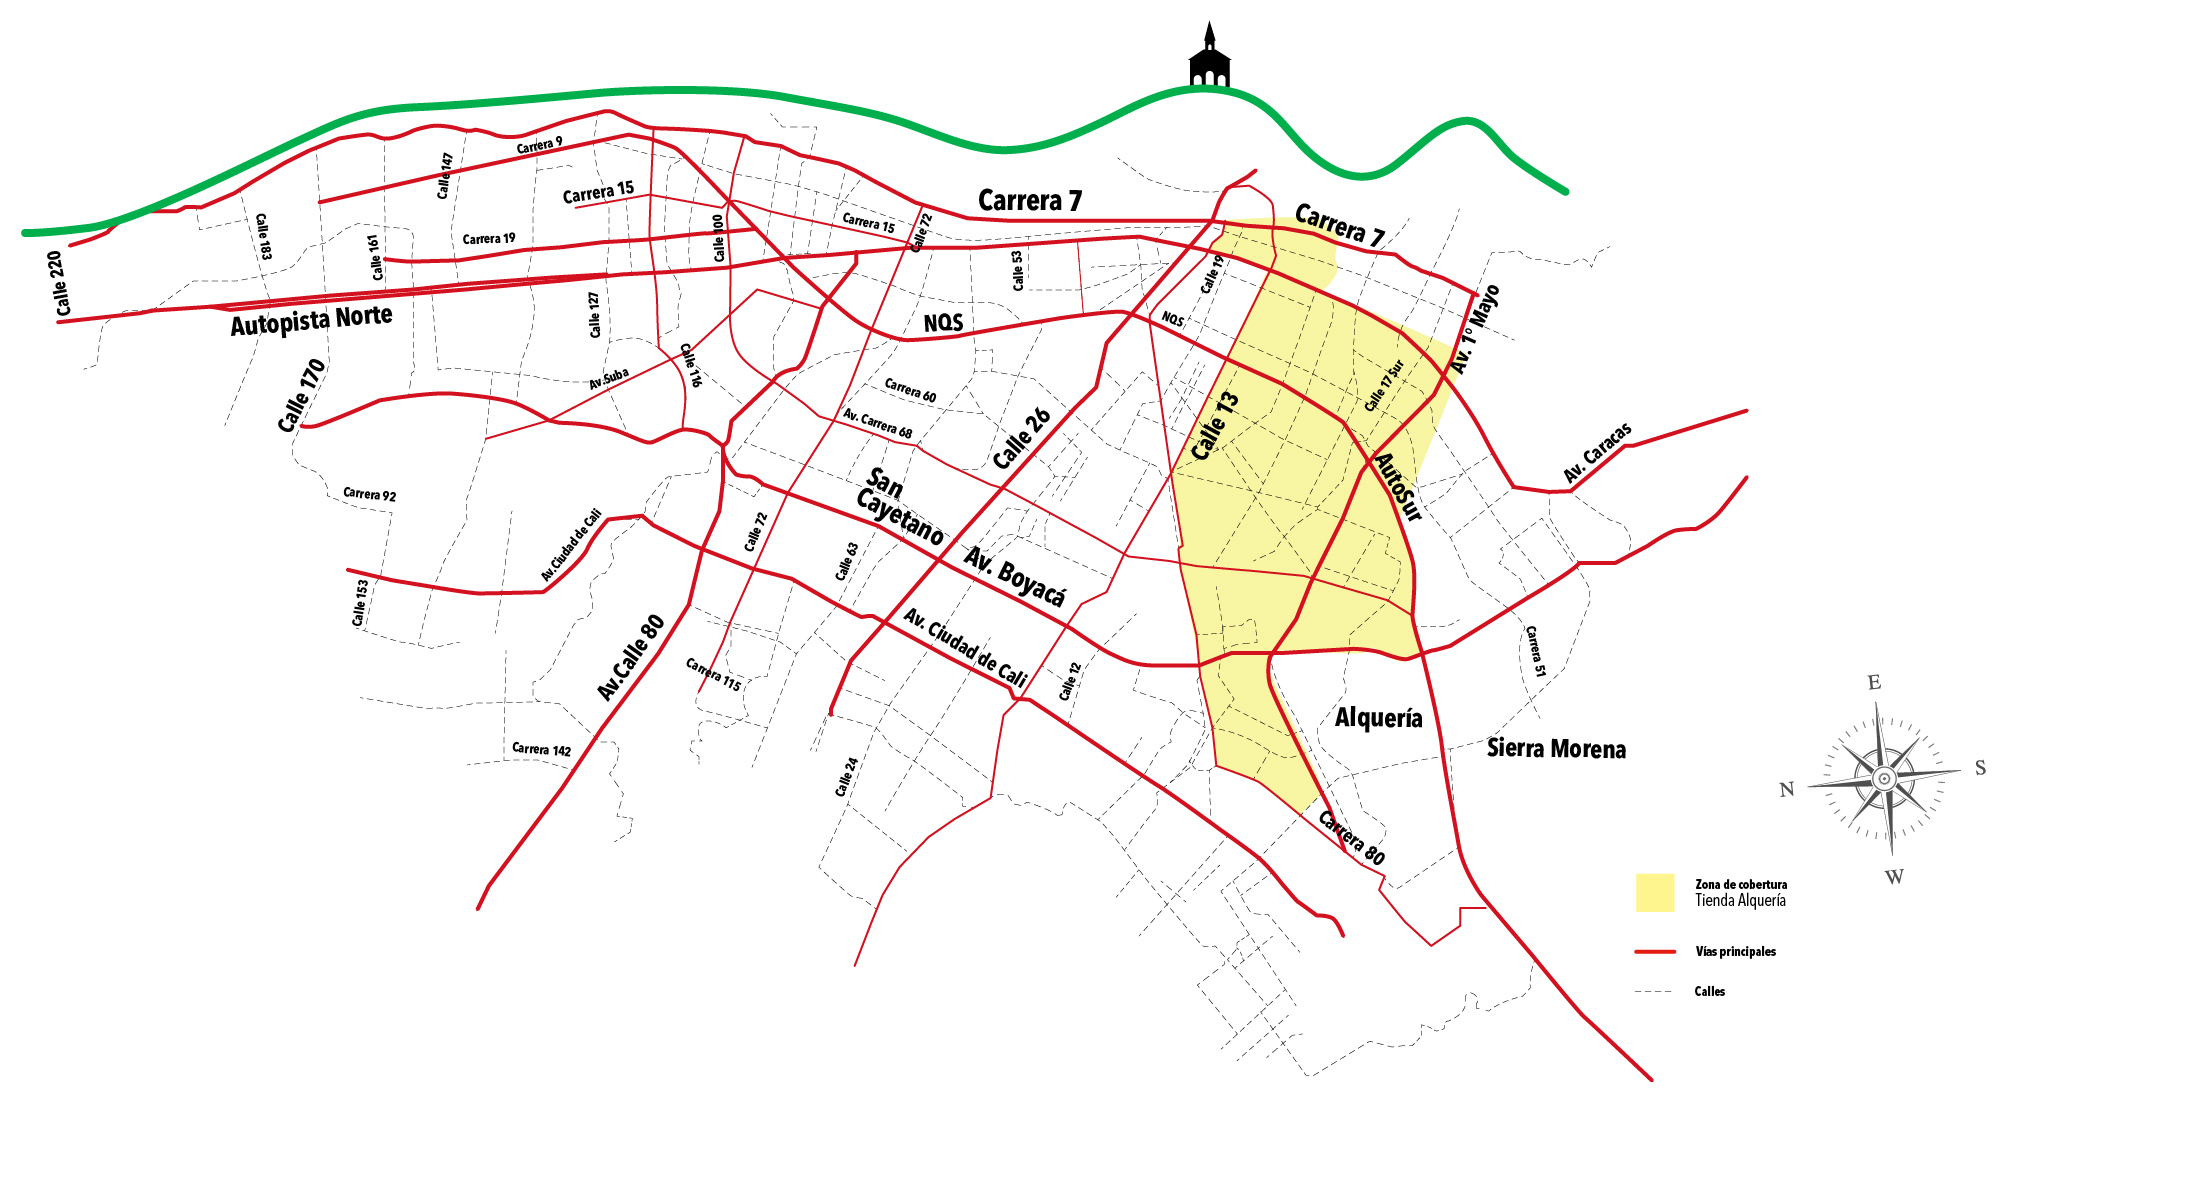 Carrera 9
Calle 147
Carrera 15
Carrera 7
Carrera 7
Calle 183
Calle 161
Carrera 19
Calle 100
Carrera 15
Calle 72
Calle 53
Calle 19
Calle 220
Autopista Norte
Calle 127
NQS
NQS
Av. 1º Mayo
Calle 170
Av.Suba
Calle 116
Carrera 60
Calle 17 Sur
Av. Carrera 68
Calle 26
Calle 13
Av. Caracas
San
Cayetano
AutoSur
Carrera 92
Av.Ciudad de Cali
Calle 72
Calle 63
Av. Boyacá
Calle 153
Av.Calle 80
Carrera 115
Av. Ciudad de Cali
Calle 12
Carrera 51
Alquería
Sierra Morena
Carrera 142
Calle 24
Carrera 80
E
N
S
W
Zona de cobertura
Tienda Alquería
Vías principales
Calles